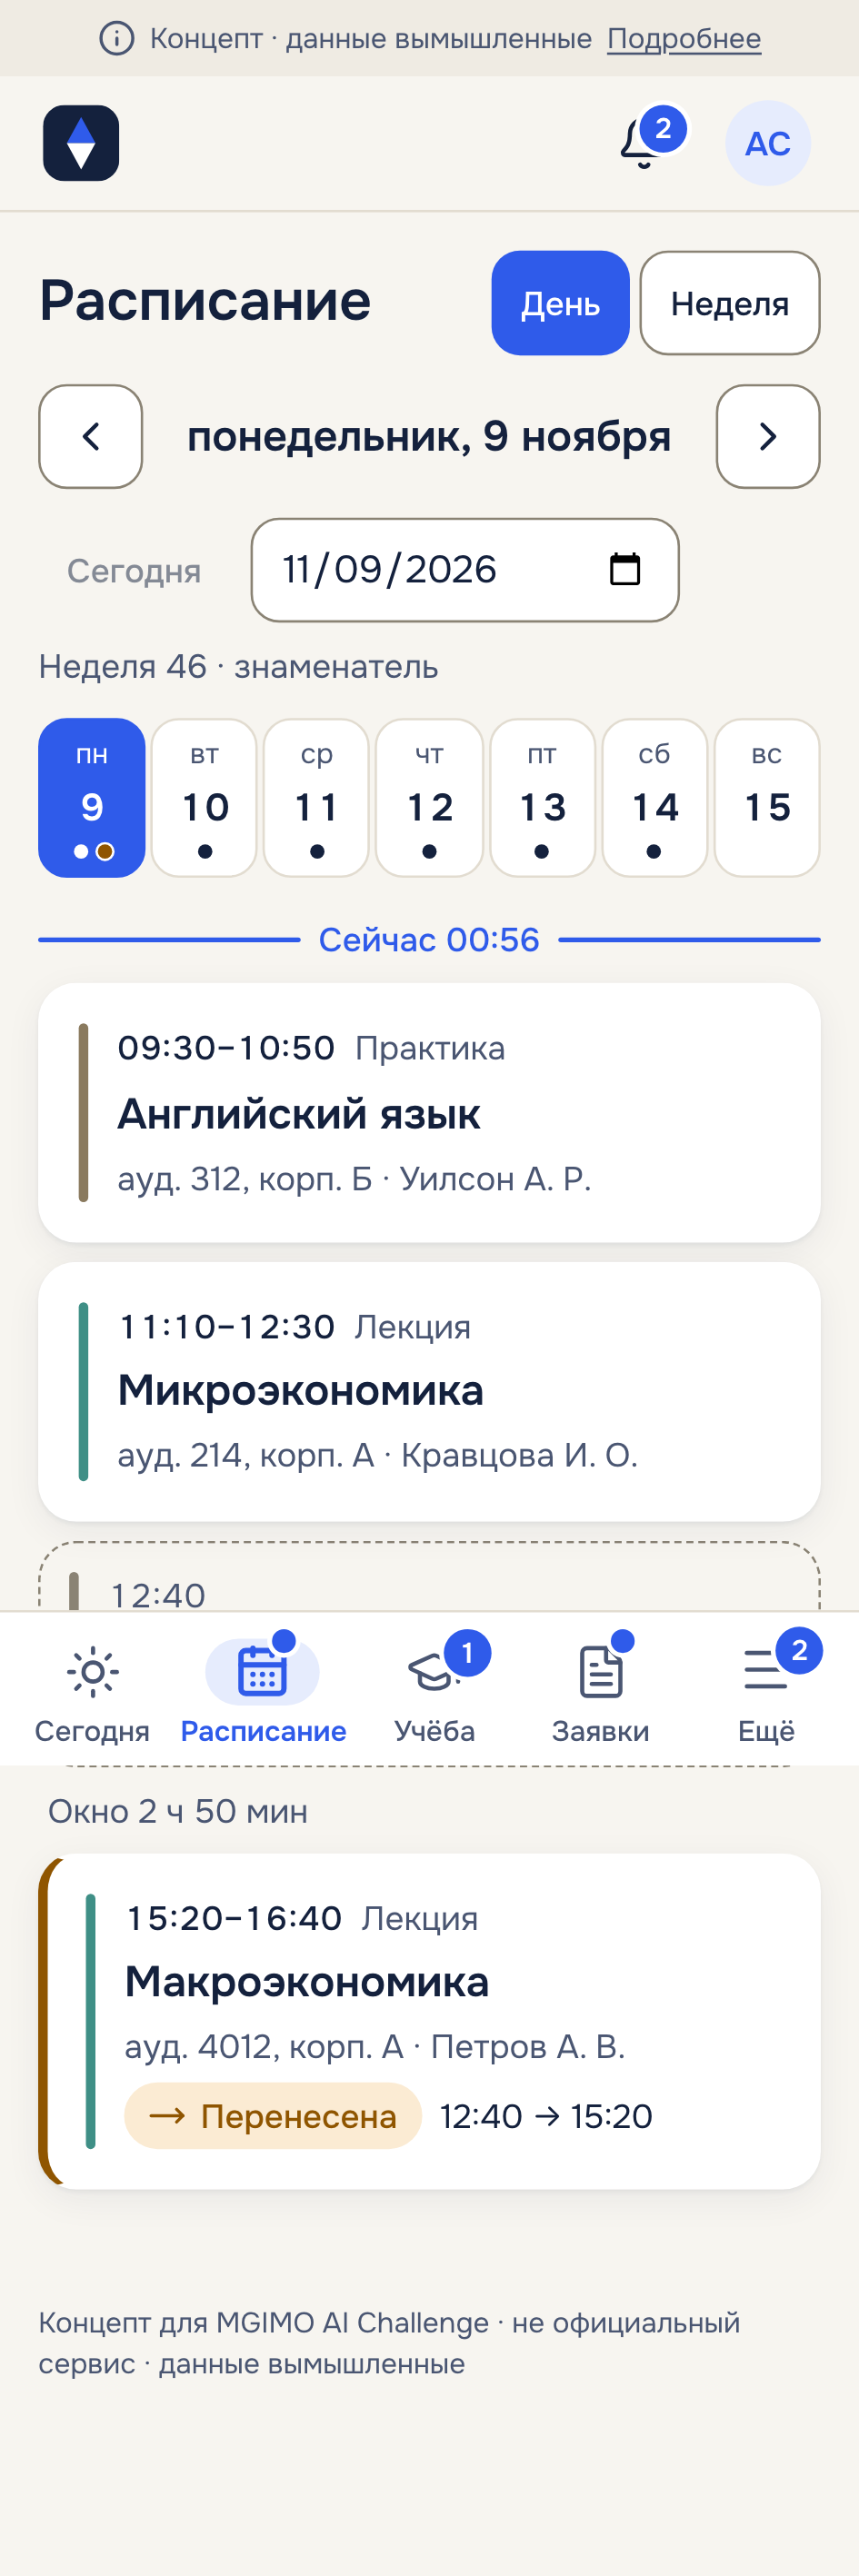 Концепт · данные вымышленные Подробнее
2
АС
Расписание
День
Неделя
понедельник, 9 ноября
Сегодня
11/09/2026
Неделя 46 · знаменатель
пн вт ср чт пт сб вс
9 10 11 12 13 14 15
Сейчас 00:56
09:30–10:50 Практика
Английский язык
ауд. 312, корп. Б · Уилсон А. Р.
11:10–12:30 Лекция
Микроэкономика
ауд. 214, корп. А · Кравцова И. О.
12:40
1
2
Сегодня Расписание Учёба Заявки Ещё
Окно 2 ч 50 мин
15:20–16:40 Лекция
Макроэкономика
ауд. 4012, корп. А · Петров А. В.
→ Перенесена 12:40 → 15:20
Концепт для MGIMO AI Challenge · не официальный
сервис · данные вымышленные